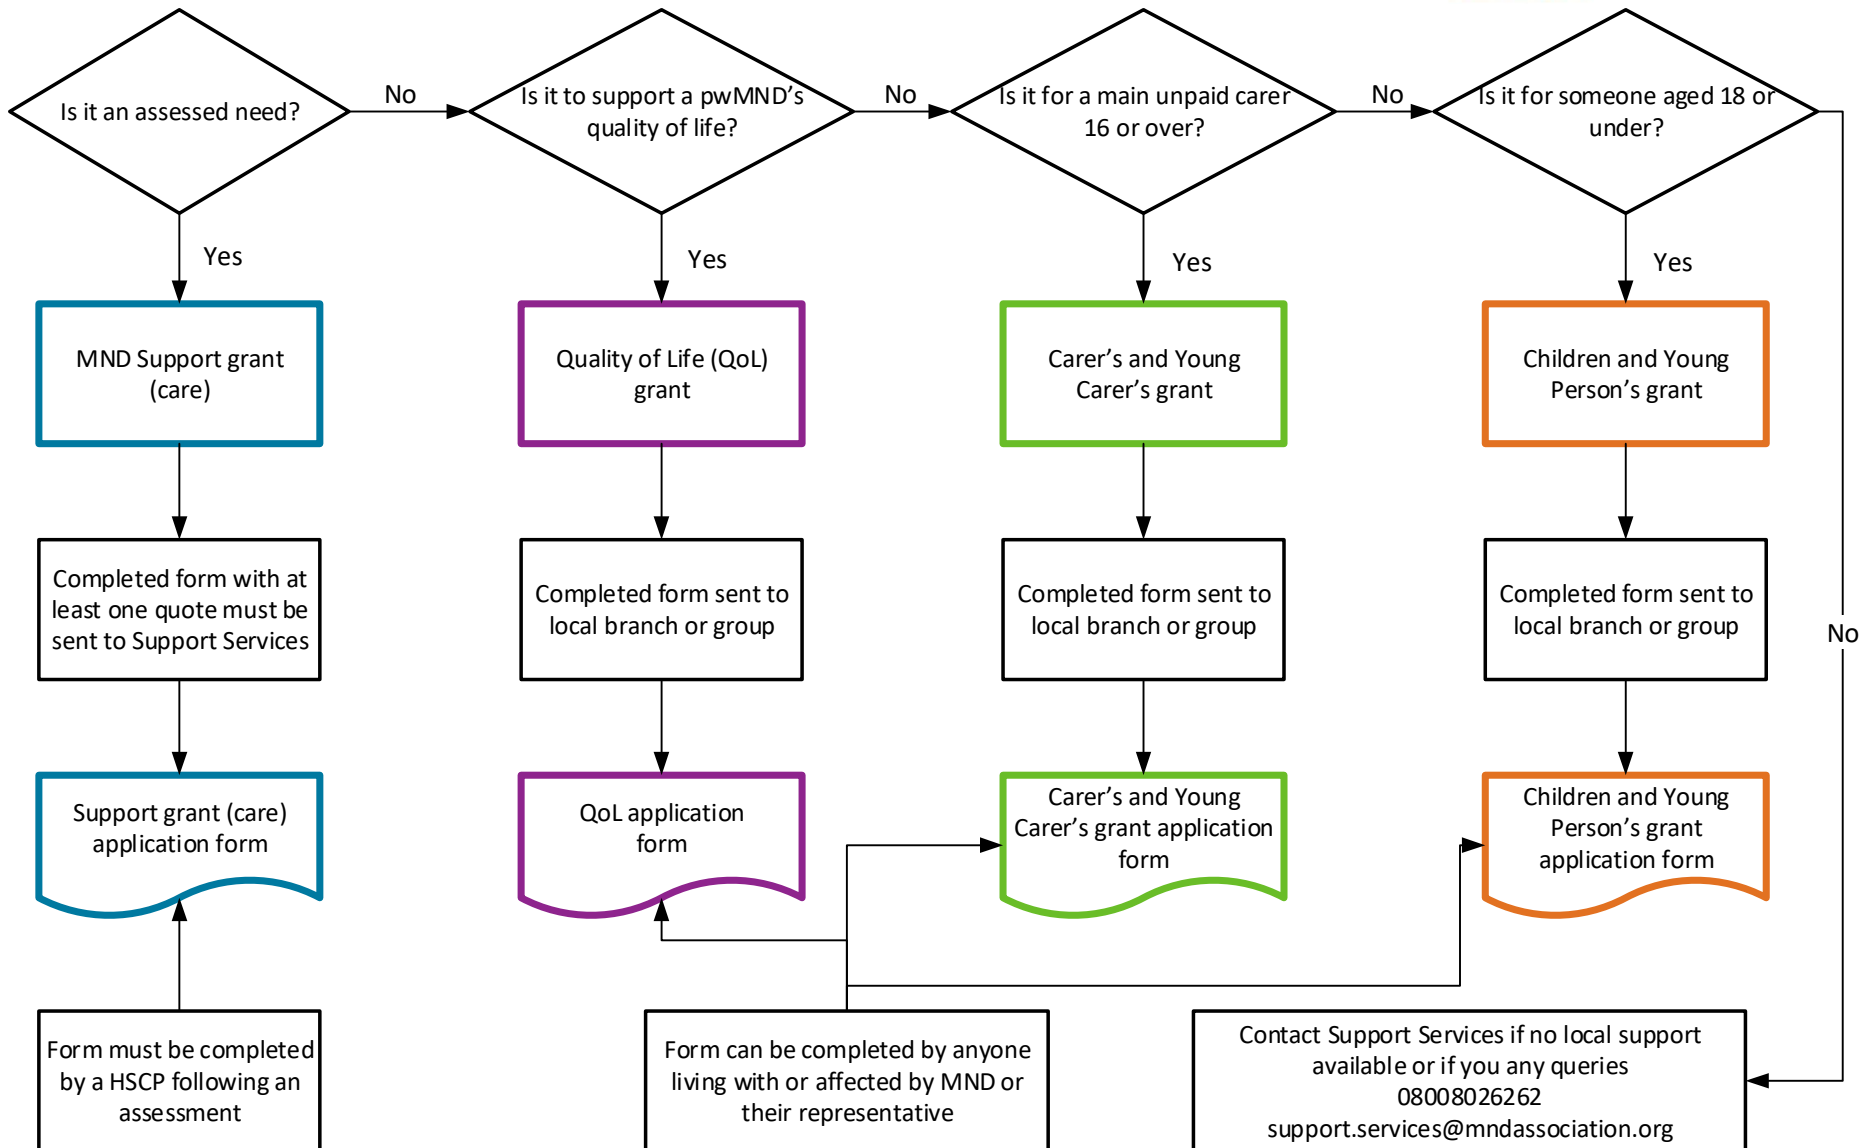 Is it an assessed need?
No
Is it to support a pwMND's
quality of life?
No
Is it for a main unpaid carer
16 or over?
No
Is it for someone aged 18 or
under?
Yes
Yes
Yes
Yes
MND Support grant
(care)
Quality of Life (QoL)
grant
Carer's and Young
Carer's grant
Children and Young
Person's grant
Completed form with at
least one quote must be
sent to Support Services
Completed form sent to
local branch or group
Completed form sent to
local branch or group
Completed form sent to
local branch or group
No
Support grant (care)
application form
QoL application
form
Carer's and Young
Carer's grant application
form
Children and Young
Person's grant
application form
Form must be completed
by a HSCP following an
assessment
Form can be completed by anyone
living with or affected by MND or
their representative
Contact Support Services if no local support
available or if you any queries
08008026262
support.services@mndassociation.org